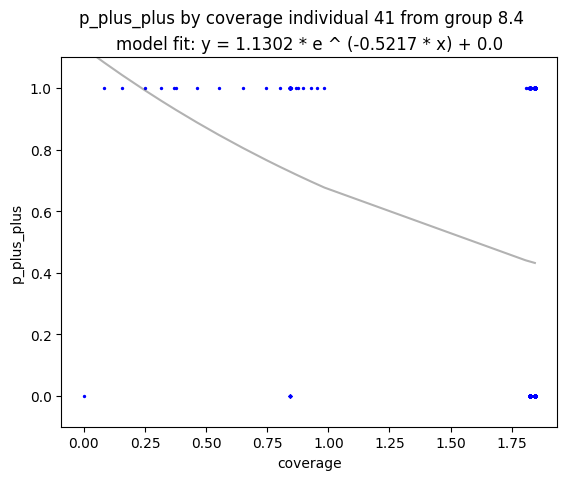 p_plus_plus by coverage individual 41 from group 8.4
model fit: y = 1.1302 * e ^ (-0.5217 * x) + 0.0
1.0
0.8
0.6
0.4
0.2
0.0
p_plus_plus
0.00 0.25 0.50 0.75 1.00 1.25 1.50 1.75
coverage